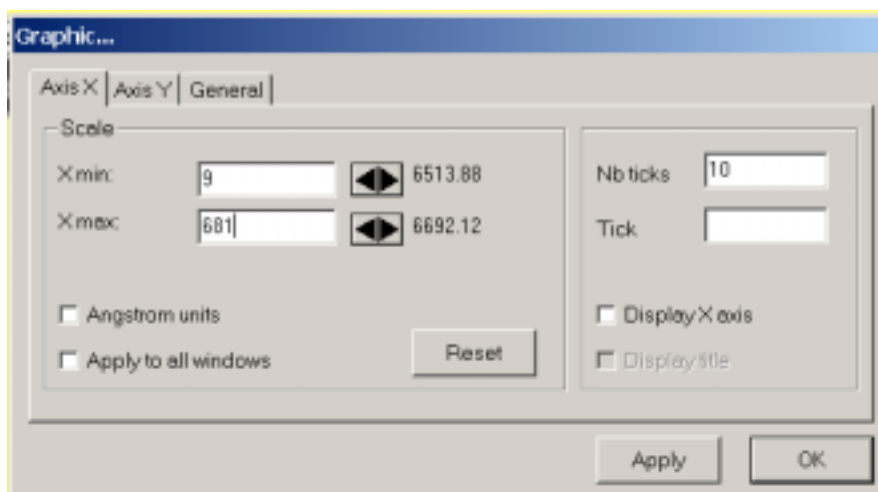 Graphic...
Axis X Axis Y General
Scale
X min: 9 6513.88
X max: 681 6692.12
Angstrom units
Apply to all windows
Reset
Nb ticks 10
Tick
Display X axis
Display title
Apply OK